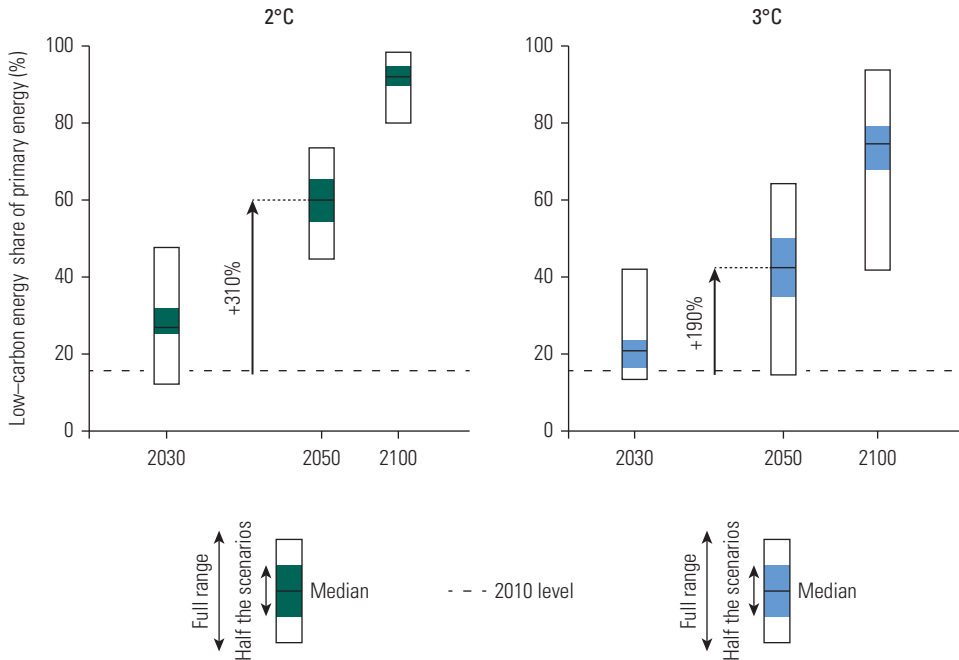 2°C
Low–carbon energy share of primary energy (%)
100
80
60
40
20
0
+310%
2030
2050
2100
3°C
100
80
60
40
20
0
+190%
2030
2050
2100
Full range
Half the scenarios
Median
2010 level
Full range
Half the scenarios
Median